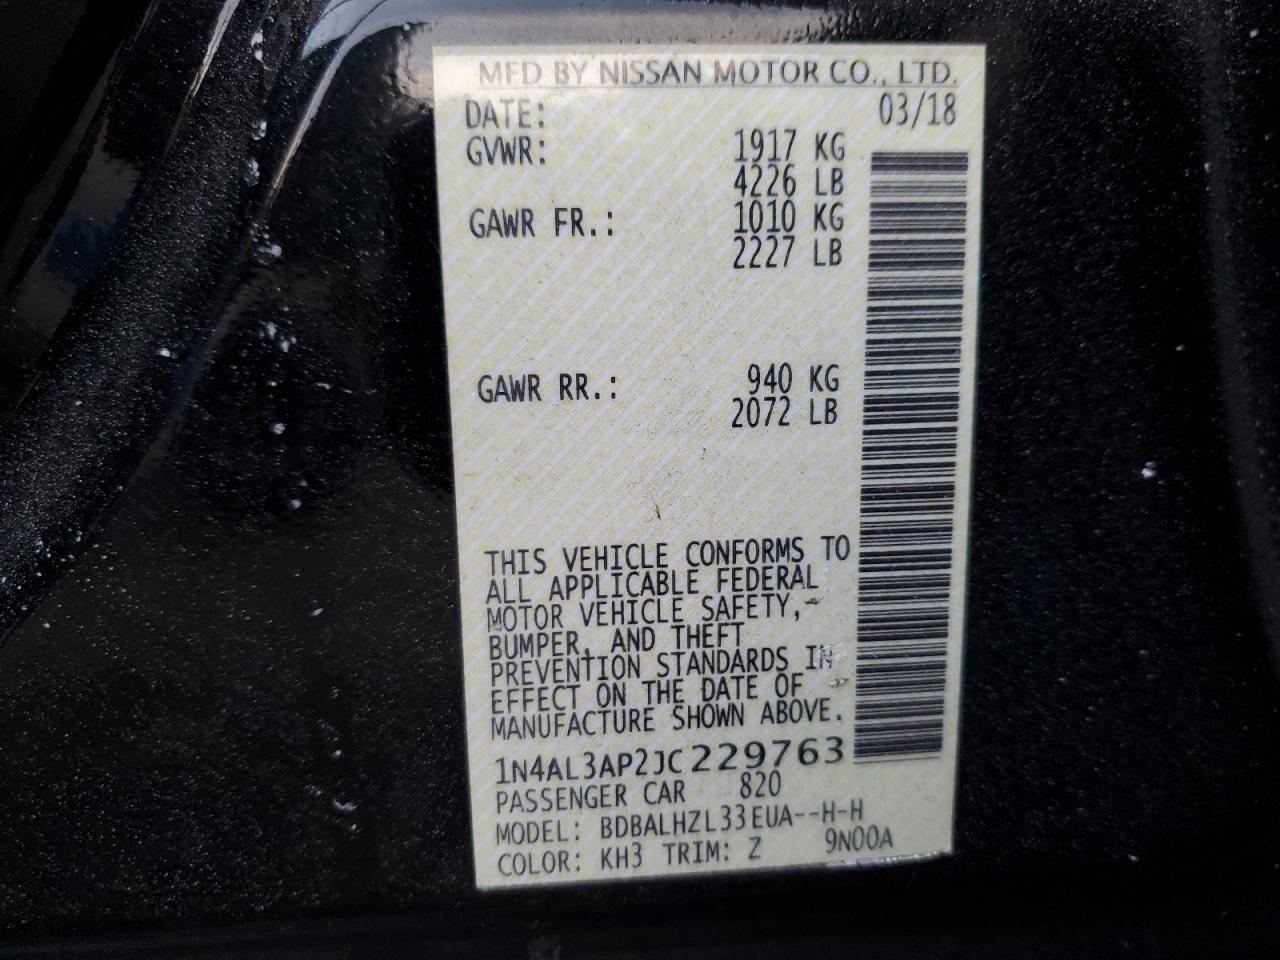 MFD BY NISSAN MOTOR CO., LTD.
DATE: 03/18
GVWR: 1917 KG
4226 LB
GAWR FR.: 1010 KG
2227 LB
GAWR RR.: 940 KG
2072 LB
THIS VEHICLE CONFORMS TO
ALL APPLICABLE FEDERAL
MOTOR VEHICLE SAFETY,
BUMPER, AND THEFT
PREVENTION STANDARDS IN
EFFECT ON THE DATE OF
MANUFACTURE SHOWN ABOVE.
1N4AL3AP2JC229763
PASSENGER CAR 820
MODEL: BDBALHZL33EUA--H-H
COLOR: KH3 TRIM: Z 9N00A